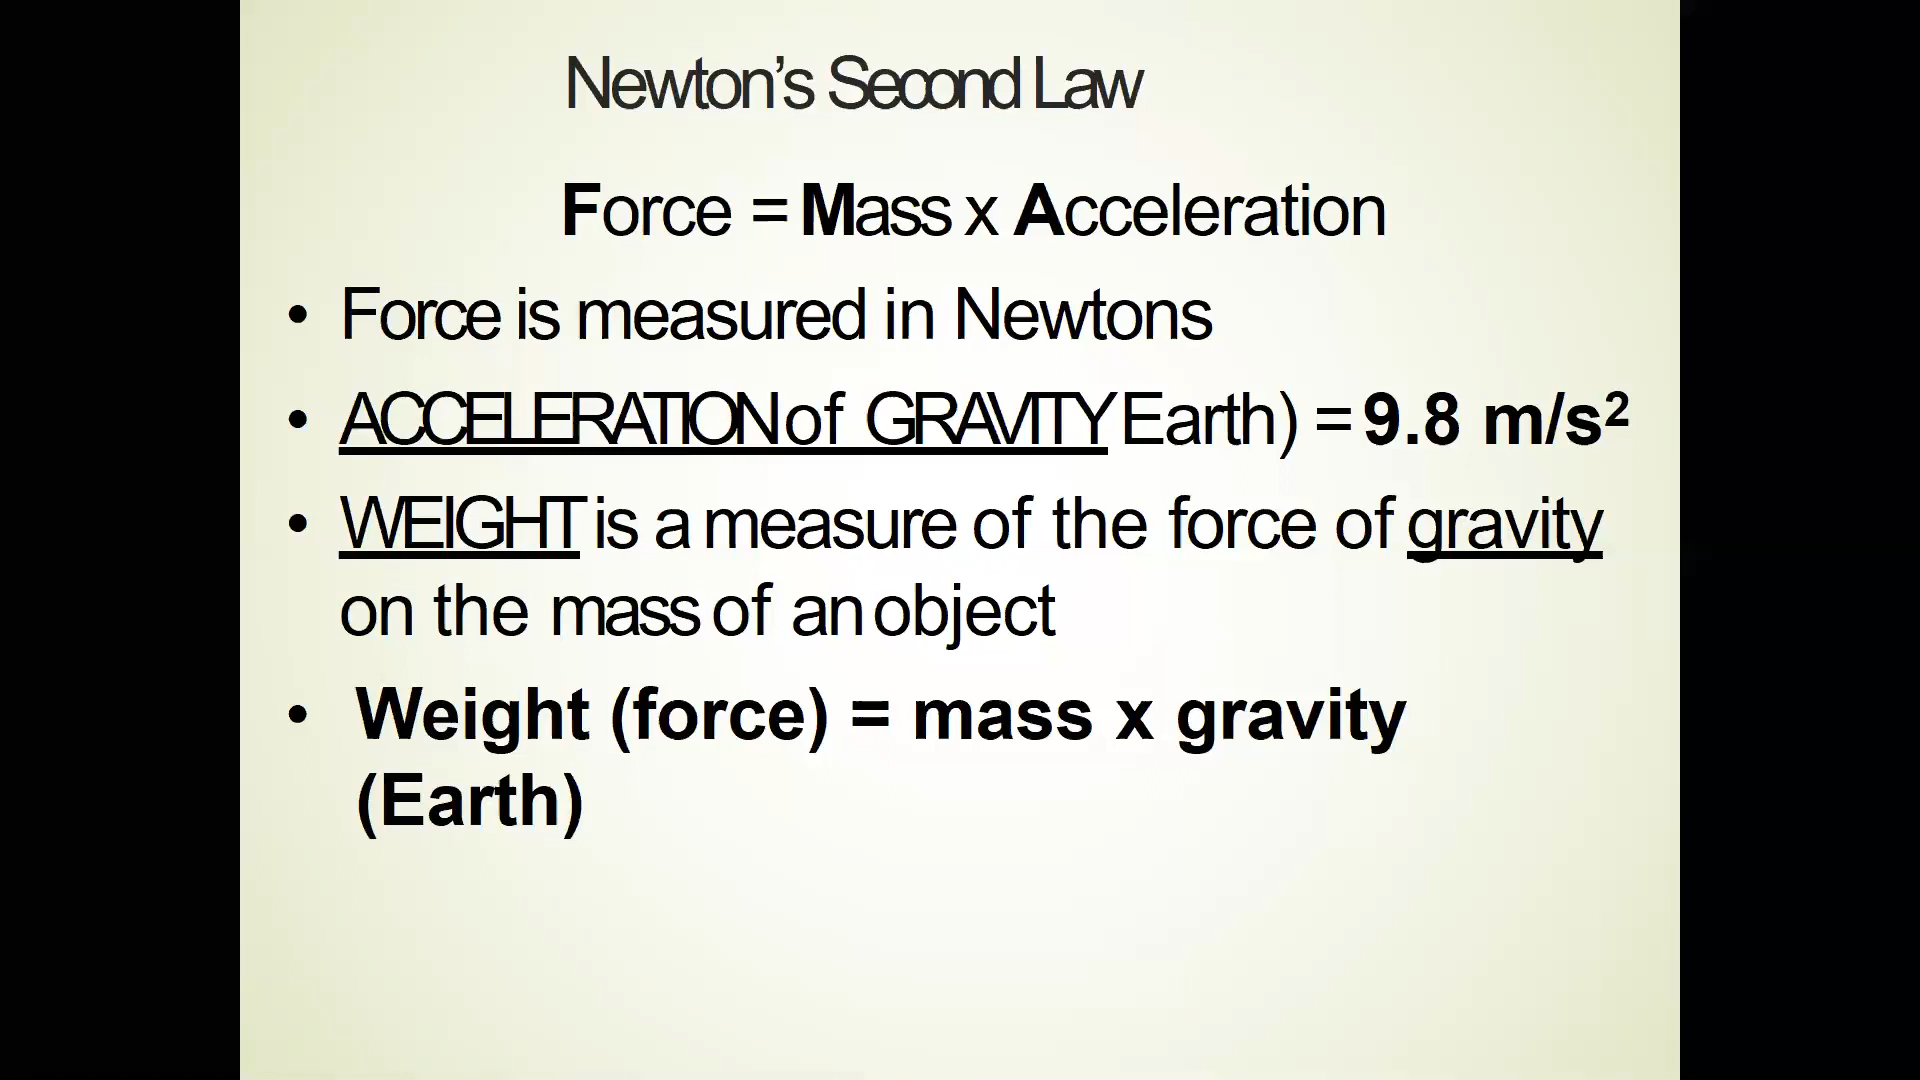 Newton’s Second Law
Force = Mass x Acceleration
• Force is measured in Newtons
• ACCELERATION of GRAVITY Earth) = 9.8 m/s²
• WEIGHT is a measure of the force of gravity
on the mass of an object
• Weight (force) = mass x gravity
(Earth)